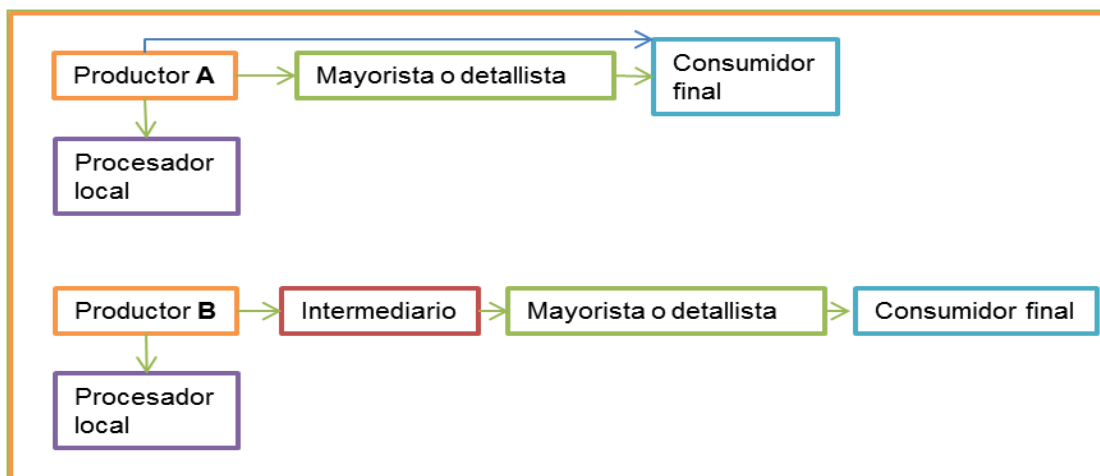 Productor A
Mayorista o detallista
Consumidor
final
Procesador
local
Productor B
Intermediario
Mayorista o detallista
Consumidor final
Procesador
local